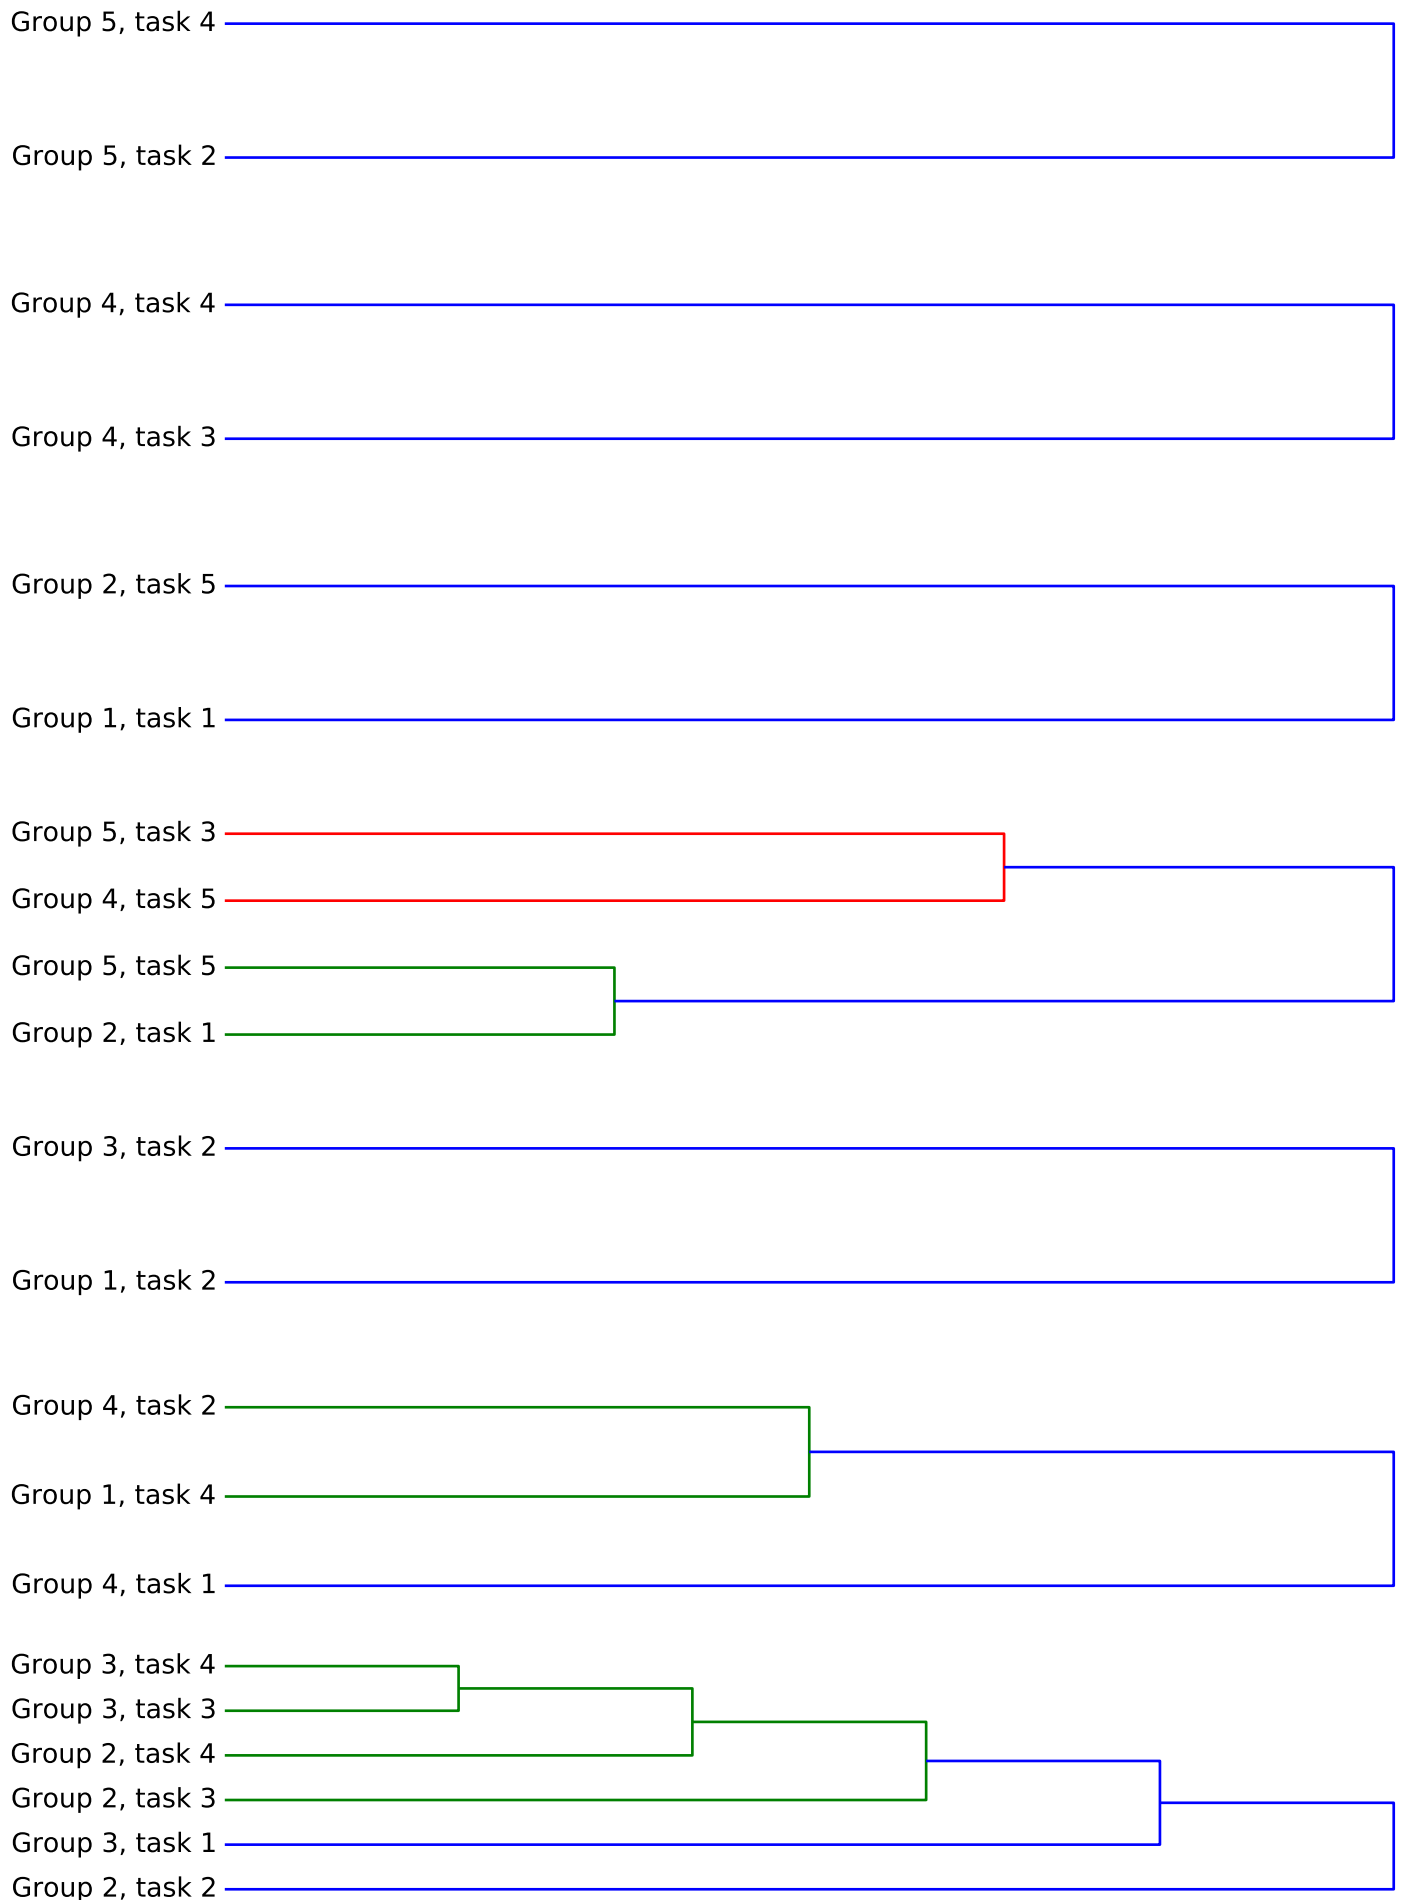 Group 5, task 4
Group 5, task 2
Group 4, task 4
Group 4, task 3
Group 2, task 5
Group 1, task 1
Group 5, task 3
Group 4, task 5
Group 5, task 5
Group 2, task 1
Group 3, task 2
Group 1, task 2
Group 4, task 2
Group 1, task 4
Group 4, task 1
Group 3, task 4
Group 3, task 3
Group 2, task 4
Group 2, task 3
Group 3, task 1
Group 2, task 2